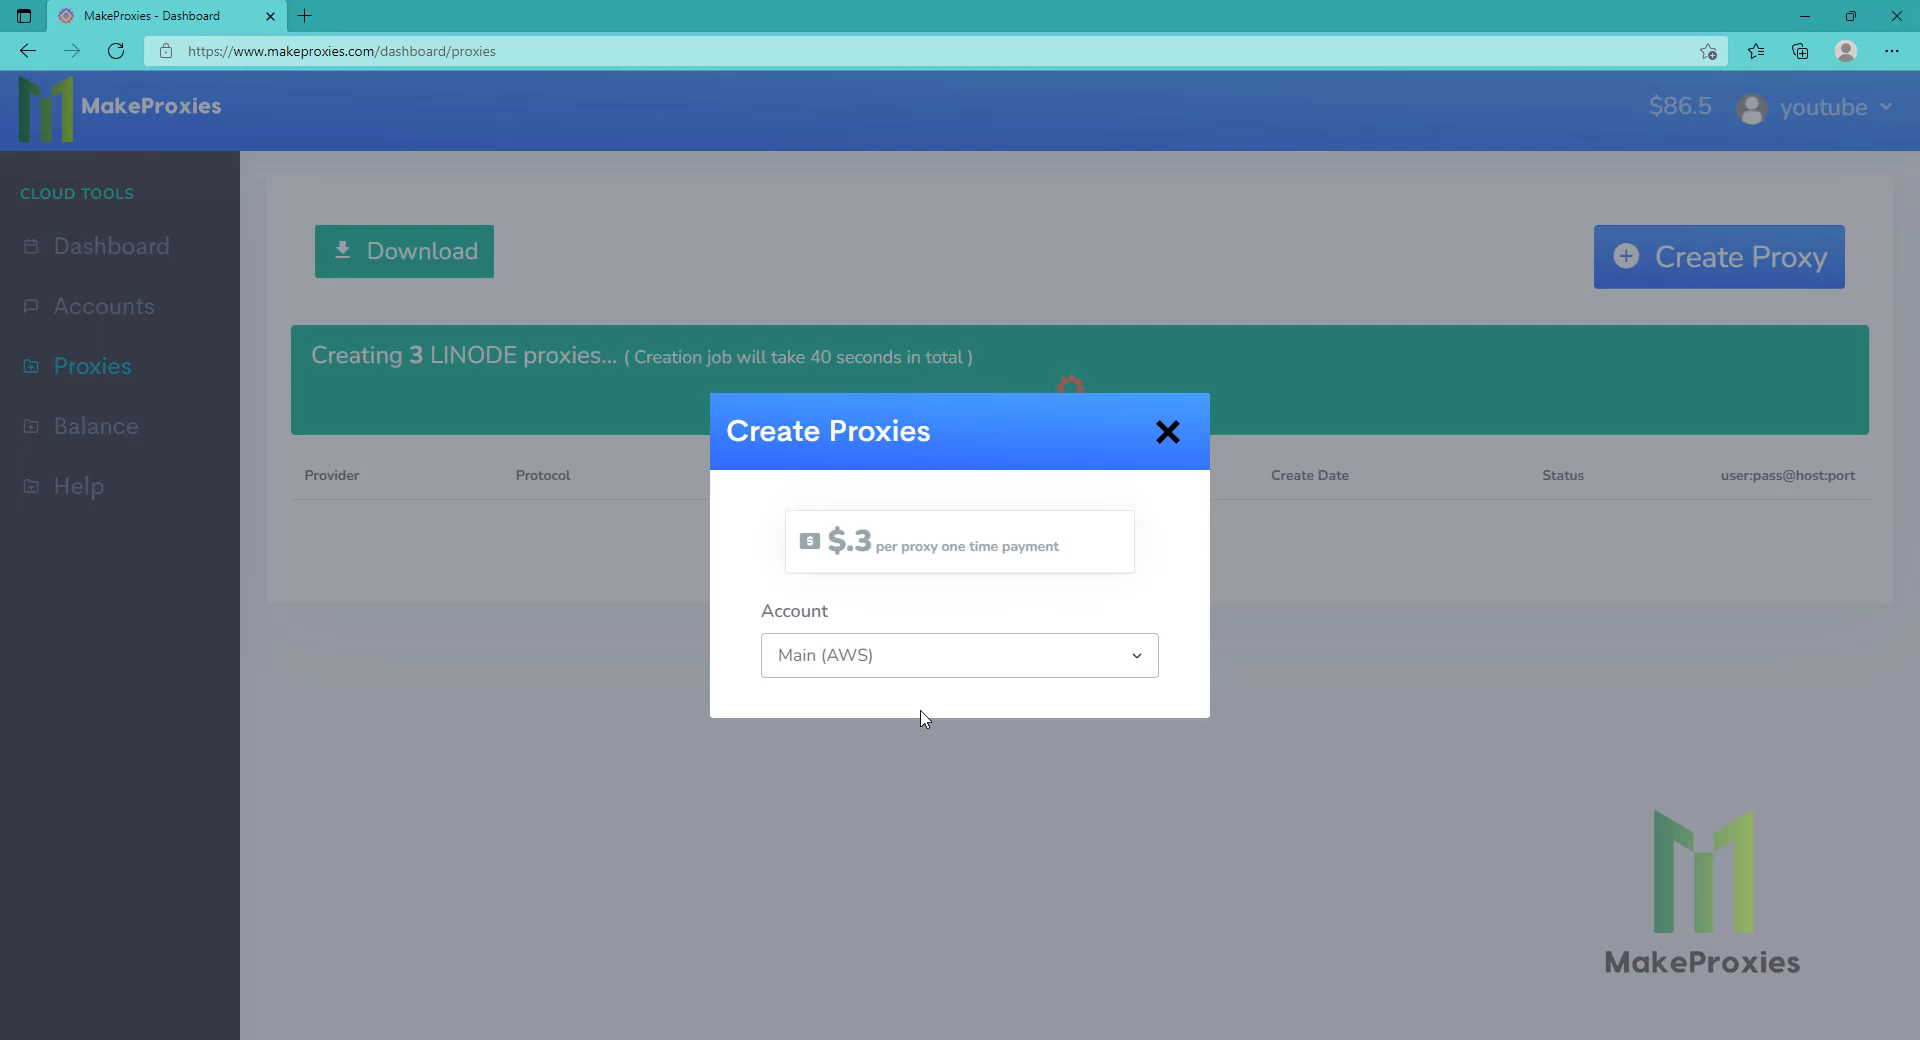 MakeProxies - Dashboard
https://www.makeproxies.com/dashboard/proxies
MakeProxies
$86.5
youtube
CLOUD TOOLS
Dashboard
Accounts
Proxies
Balance
Help
Download
Create Proxy
Creating 3 LINODE proxies... ( Creation job will take 40 seconds in total )
Provider
Protocol
Create Date
Status
user:pass@host:port
Create Proxies
$.3 per proxy one time payment
Account
Main (AWS)
MakeProxies